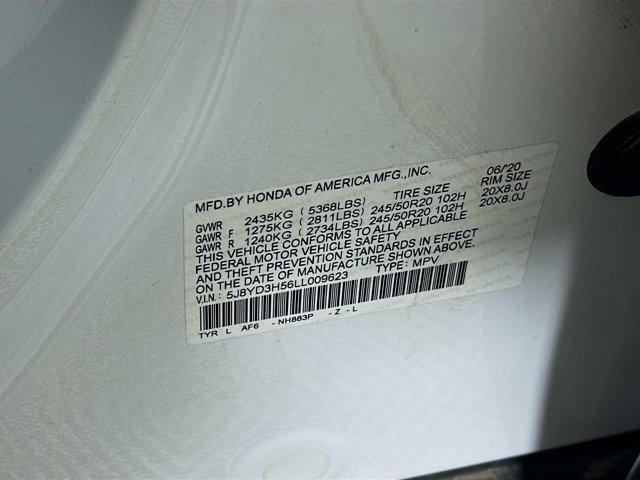 MFD.BY HONDA OF AMERICA MFG.,INC. 06/'20
TIRE SIZE RIM SIZE
GVWR 2435KG ( 5368LBS)
GAWR F 1275KG ( 2811LBS) 245/50R20 102H 20X8.0J
GAWR R 1240KG ( 2734LBS) 245/50R20 102H 20X8.0J
THIS VEHICLE CONFORMS TO ALL APPLICABLE
FEDERAL MOTOR VEHICLE SAFETY
AND THEFT PREVENTION STANDARDS IN EFFECT
ON THE DATE OF MANUFACTURE SHOWN ABOVE.
V.I.N: 5J8YD3H56LL009623 TYPE: MPV
TYR L AF6 -NH883P -Z -L